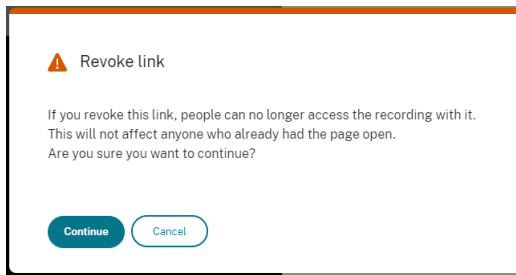 Revoke link
If you revoke this link, people can no longer access the recording with it.
This will not affect anyone who already had the page open.
Are you sure you want to continue?
Continue Cancel